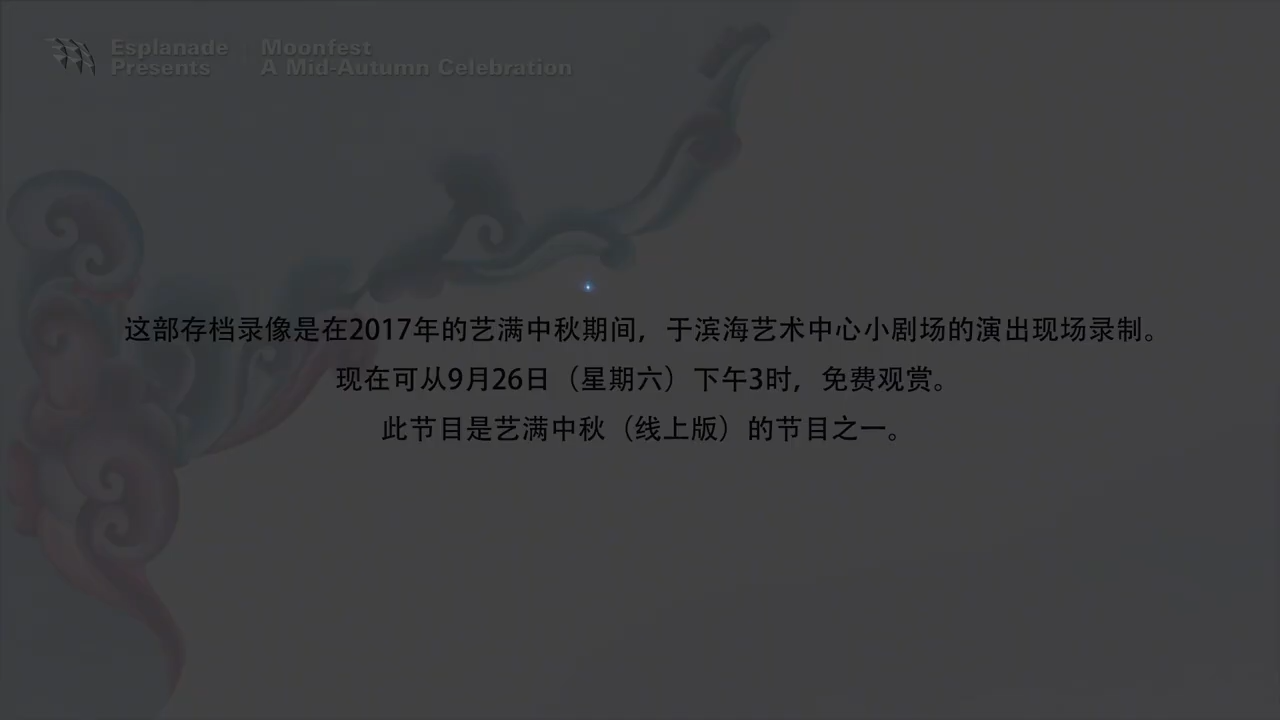 Esplanade
Presents
Moonfest
A Mid-Autumn Celebration
这部存档录像是在2017年的艺满中秋期间，于滨海艺术中心小剧场的演出现场录制。
现在可从9月26日（星期六）下午3时，免费观赏。
此节目是艺满中秋（线上版）的节目之一。